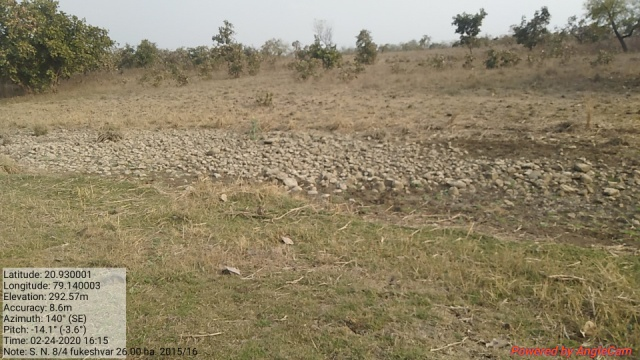 Latitude: 20.930001
Longitude: 79.140003
Elevation: 292.57m
Accuracy: 8.6m
Azimuth: 140° (SE)
Pitch: -14.1° (-3.6°)
Time: 02-24-2020 16:15
Note: S. N. 8/4 fukeshvar 26.00 ha 2015/16
Powered by AngleCam